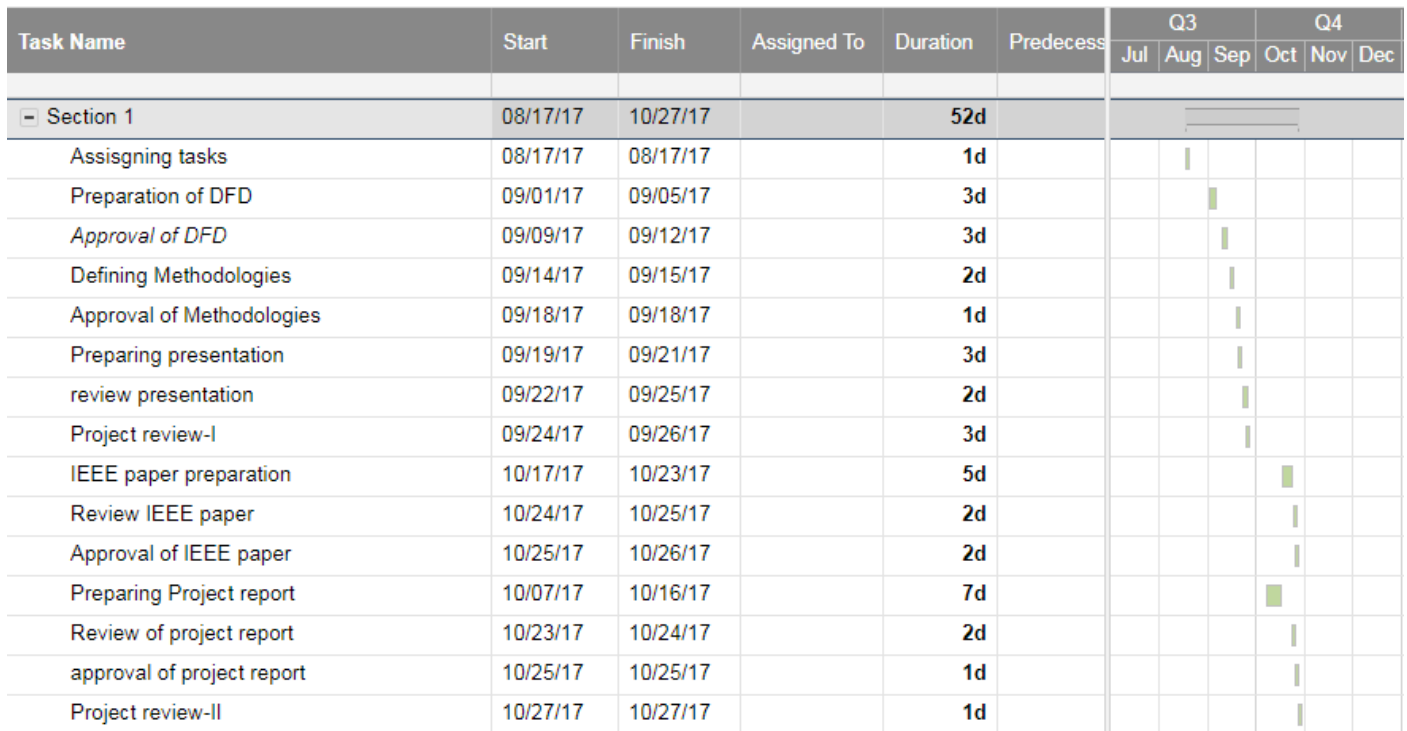 Task Name Start Finish Assigned To Duration Predecess Q3 Q4
Jul Aug Sep Oct Nov Dec
Section 1 08/17/17 10/27/17 52d
Assisgning tasks 08/17/17 08/17/17 1d
Preparation of DFD 09/01/17 09/05/17 3d
Approval of DFD 09/09/17 09/12/17 3d
Defining Methodologies 09/14/17 09/15/17 2d
Approval of Methodologies 09/18/17 09/18/17 1d
Preparing presentation 09/19/17 09/21/17 3d
review presentation 09/22/17 09/25/17 2d
Project review-I 09/24/17 09/26/17 3d
IEEE paper preparation 10/17/17 10/23/17 5d
Review IEEE paper 10/24/17 10/25/17 2d
Approval of IEEE paper 10/25/17 10/26/17 2d
Preparing Project report 10/07/17 10/16/17 7d
Review of project report 10/23/17 10/24/17 2d
approval of project report 10/25/17 10/25/17 1d
Project review-II 10/27/17 10/27/17 1d